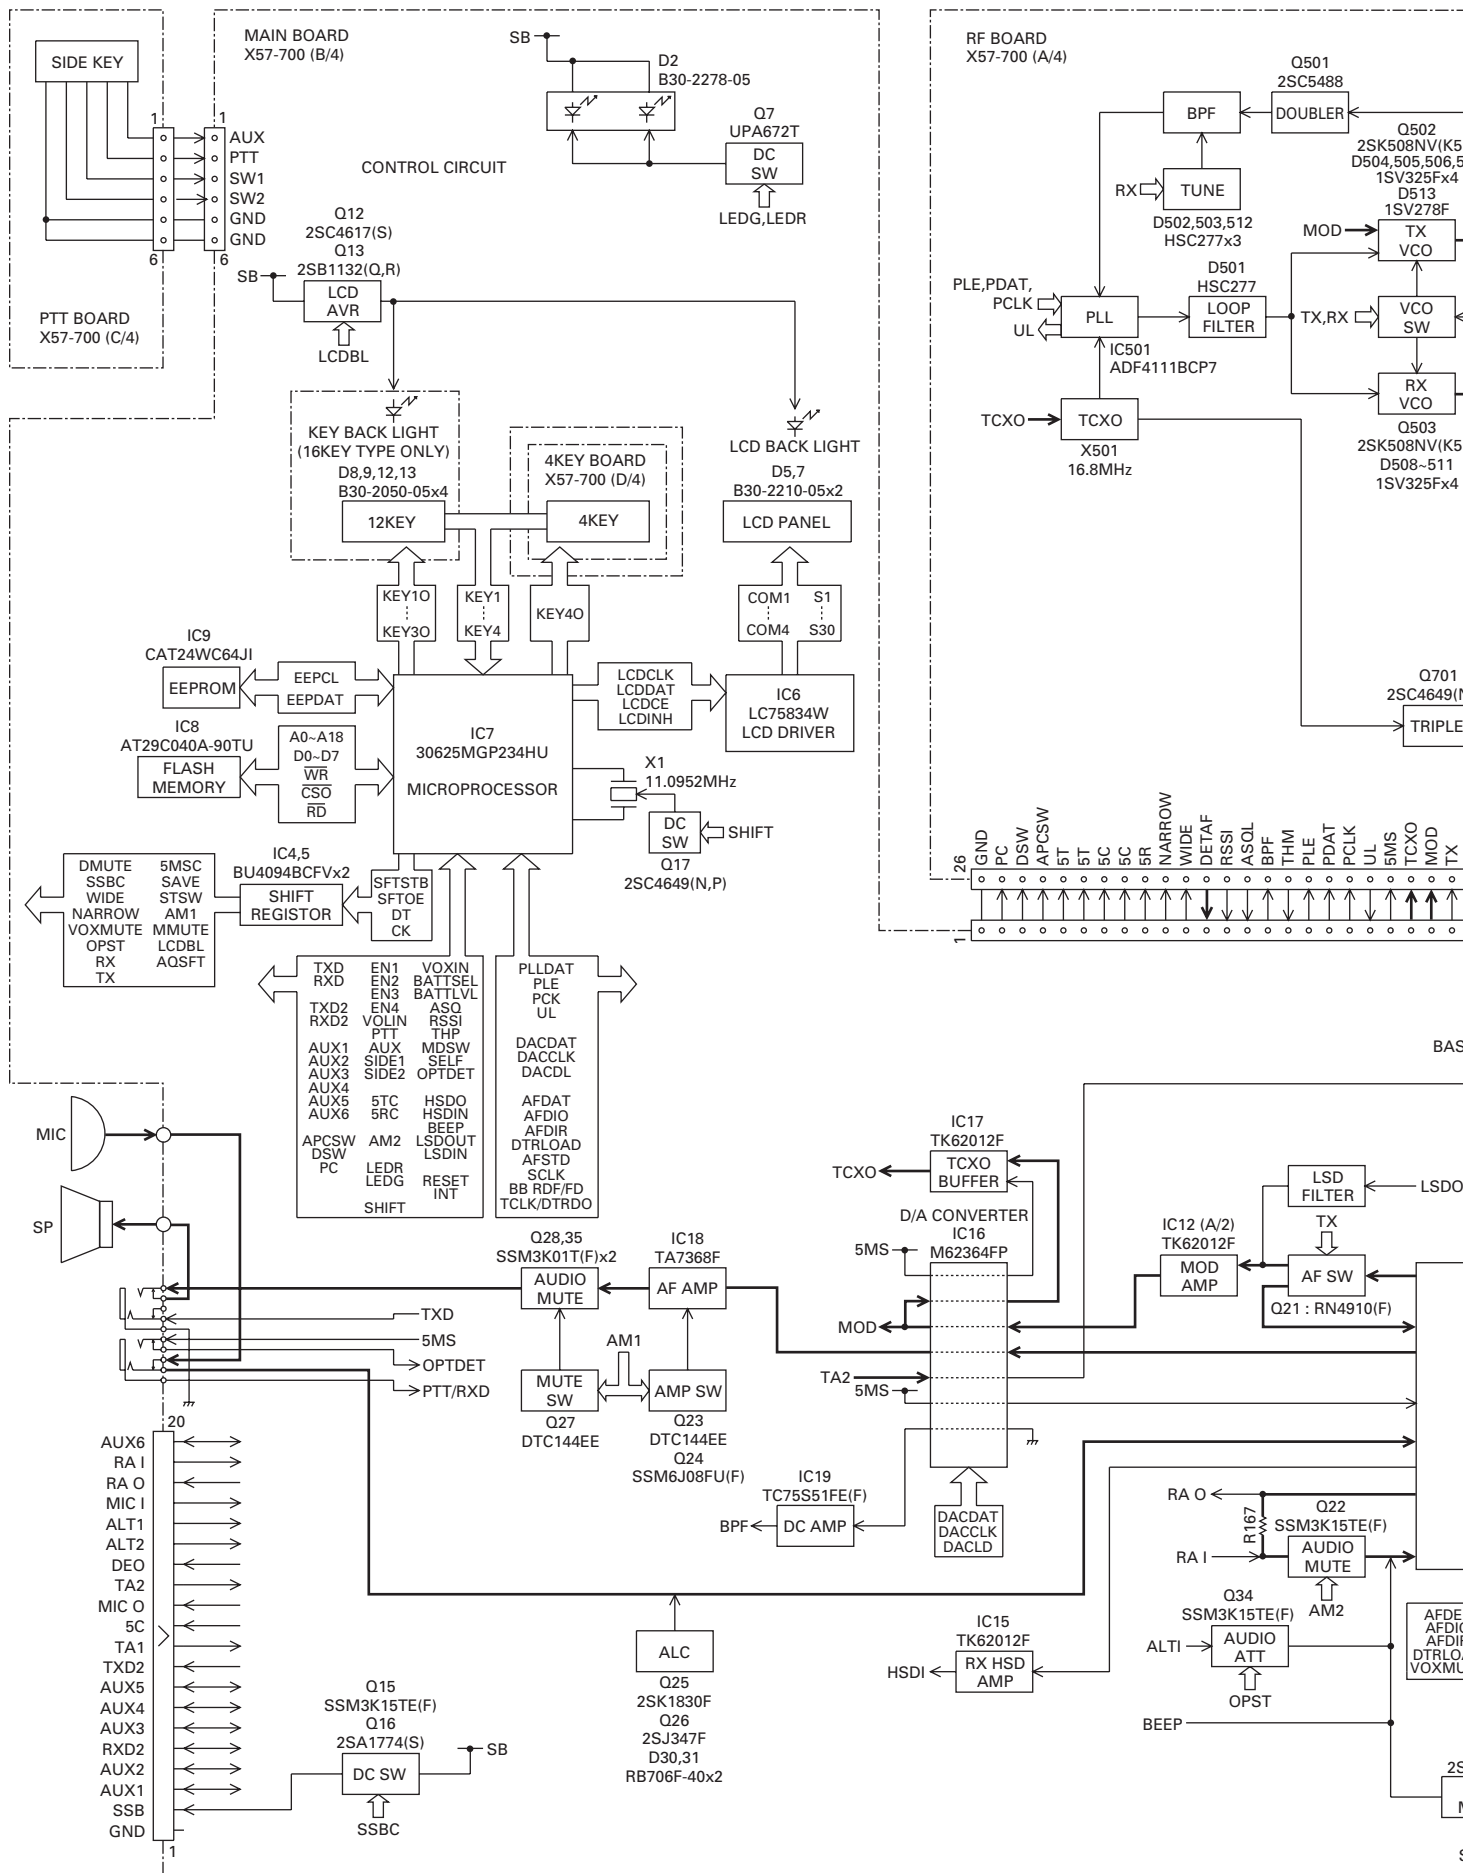 SIDE KEY
1
1
AUX
PTT
SW1
SW2
GND
GND
6
6
PTT BOARD
X57-700 (C/4)
MAIN BOARD
X57-700 (B/4)
CONTROL CIRCUIT
SB
D2
B30-2278-05
Q7
UPA672T
DC
SW
LEDG,LEDR
Q12
2SC4617(S)
Q13
2SB1132(Q,R)
SB
LCD
AVR
LCDBL
KEY BACK LIGHT
(16KEY TYPE ONLY)
D8,9,12,13
B30-2050-05x4
12KEY
4KEY BOARD
X57-700 (D/4)
4KEY
LCD BACK LIGHT
D5,7
B30-2210-05x2
LCD PANEL
KEY1O
KEY3O
KEY1
KEY4
KEY4O
COM1
COM4
S1
S30
IC9
CAT24WC64JI
EEPROM
EEPCL
EEPDAT
IC8
AT29C040A-90TU
FLASH
MEMORY
A0~A18
D0~D7
WR
CSO
RD
IC7
30625MGP234HU
MICROPROCESSOR
LCDCLK
LCDDAT
LCDCE
LCDINH
IC6
LC75834W
LCD DRIVER
X1
11.0952MHz
DC
SW
SHIFT
Q17
2SC4649(N,P)
DMUTE
SSBC
WIDE
NARROW
VOXMUTE
OPST
RX
TX
5MSC
SAVE
STSW
AM1
MMUTE
LCDBL
AQSFT
IC4,5
BU4094BCFVx2
SHIFT
REGISTOR
SFTSTB
SFTOE
DT
CK
TXD EN1 VOXIN
RXD EN2 BATTSEL
EN3 BATTLVL
TXD2 EN4 ASQ
RXD2 VOLIN RSSI
PTT THP
AUX1 AUX MDSW
AUX2 SIDE1 SELF
AUX3 SIDE2 OPTDET
AUX4
AUX5 5TC HSDO
AUX6 5RC HSDIN
BEEP
APCSW AM2 LSDOUT
DSW LSDIN
PC LEDR
LEDG RESET
INT
SHIFT
PLLDAT
PLE
PCK
UL
DACDAT
DACCLK
DACDL
AFDAT
AFDIO
AFDIR
DTRLOAD
AFSTD
SCLK
BB RDF/FD
TCLK/DTRDO
RF BOARD
X57-700 (A/4)
Q501
2SC5488
BPF
DOUBLER
RX
TUNE
D502,503,512
HSC277x3
Q502
2SK508NV(K5
D504,505,506,5
1SV325Fx4
D513
1SV278F
MOD
TX
VCO
D501
HSC277
PLE,PDAT,
PCLK
UL
PLL
LOOP
FILTER
TX,RX
VCO
SW
IC501
ADF4111BCP7
RX
VCO
TCXO
TCXO
X501
16.8MHz
Q503
2SK508NV(K5
D508~511
1SV325Fx4
Q701
2SC4649(N
TRIPLE
26
GND
PC
DSW
APCSW
5T
5T
5C
5C
5R
NARROW
WIDE
DETAF
RSSI
ASQL
BPF
THM
PLE
PDAT
PCLK
UL
5MS
TCXO
MOD
TX
1
BAS
MIC
SP
TXD
5MS
OPTDET
PTT/RXD
Q28,35
SSM3K01T(F)x2
AUDIO
MUTE
IC18
TA7368F
AF AMP
AM1
MUTE
SW
Q27
DTC144EE
AMP SW
Q23
DTC144EE
Q24
SSM6J08FU(F)
IC17
TK62012F
TCXO
TCXO
BUFFER
D/A CONVERTER
IC16
M62364FP
5MS
MOD
TA2
5MS
IC12 (A/2)
TK62012F
MOD
AMP
LSD
FILTER
LSDO
TX
AF SW
Q21 : RN4910(F)
IC19
TC75S51FE(F)
BPF
DC AMP
DACDAT
DACCLK
DACLD
RA O
R167
Q22
SSM3K15TE(F)
RA I
AUDIO
MUTE
AM2
Q34
SSM3K15TE(F)
ALTI
AUDIO
ATT
OPST
AFDE
AFDIO
AFDIF
DTRLOA
VOXMU
IC15
TK62012F
HSDI
RX HSD
AMP
BEEP
2S
ALC
Q25
2SK1830F
Q26
2SJ347F
D30,31
RB706F-40x2
20
AUX6
RA I
RA O
MIC I
ALT1
ALT2
DEO
TA2
MIC O
5C
TA1
TXD2
AUX5
AUX4
AUX3
RXD2
AUX2
AUX1
SSB
GND
1
Q15
SSM3K15TE(F)
Q16
2SA1774(S)
DC SW
SB
SSBC